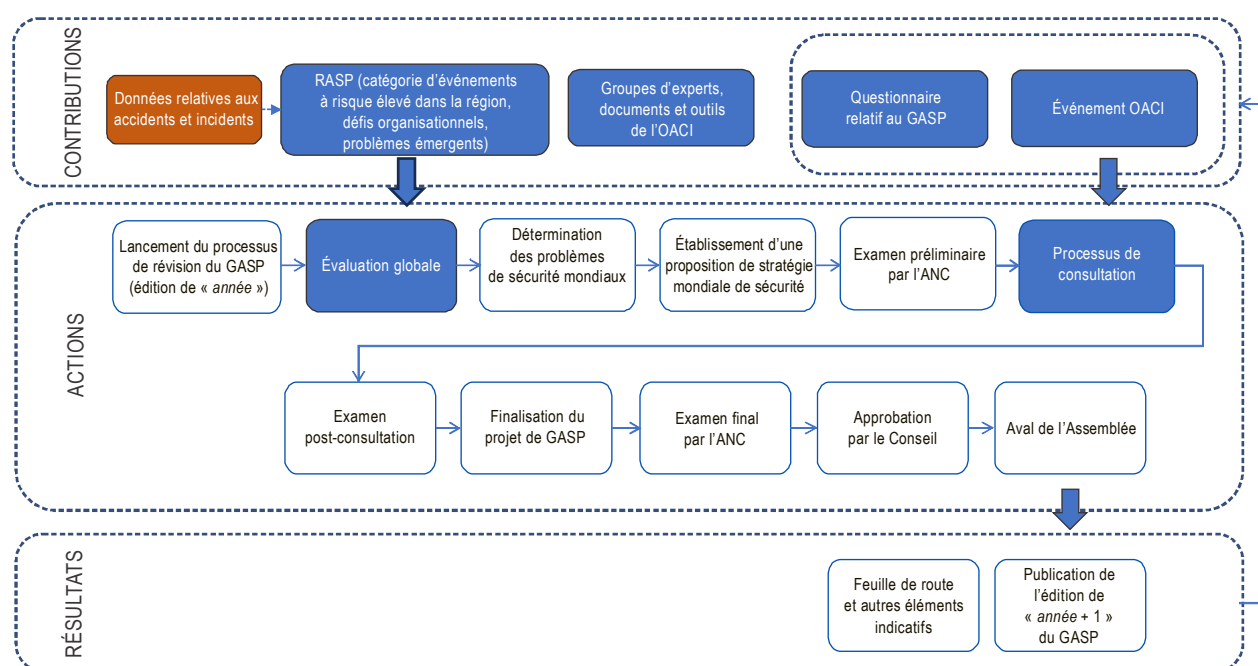 CONTRIBUTIONS
Données relatives aux
accidents et incidents
RASP (catégorie d’événements
à risque élevé dans la région,
défis organisationnels,
problèmes émergents)
Groupes d’experts,
documents et outils
de l’OACI
Questionnaire
relatif au GASP
Événement OACI
ACTIONS
Lancement du processus
de révision du GASP
(édition de « année »)
Évaluation globale
Détermination
des problèmes
de sécurité mondiaux
Établissement d’une
proposition de stratégie
mondiale de sécurité
Examen préliminaire
par l’ANC
Processus de
consultation
Examen
post-consultation
Finalisation du
projet de GASP
Examen final
par l’ANC
Approbation
par le Conseil
Aval de l’Assemblée
RÉSULTATS
Feuille de route
et autres éléments
indicatifs
Publication de
l’édition de
« année + 1 »
du GASP